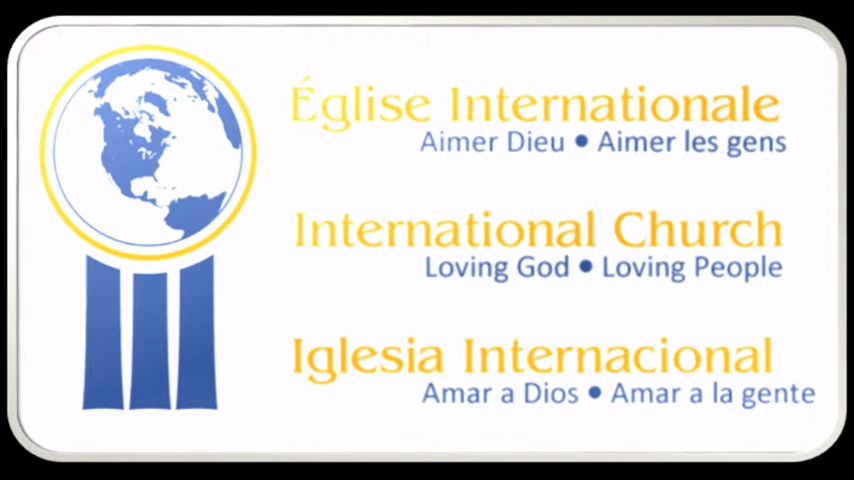 Église Internationale
Aimer Dieu • Aimer les gens
International Church
Loving God • Loving People
Iglesia Internacional
Amar a Dios • Amar a la gente